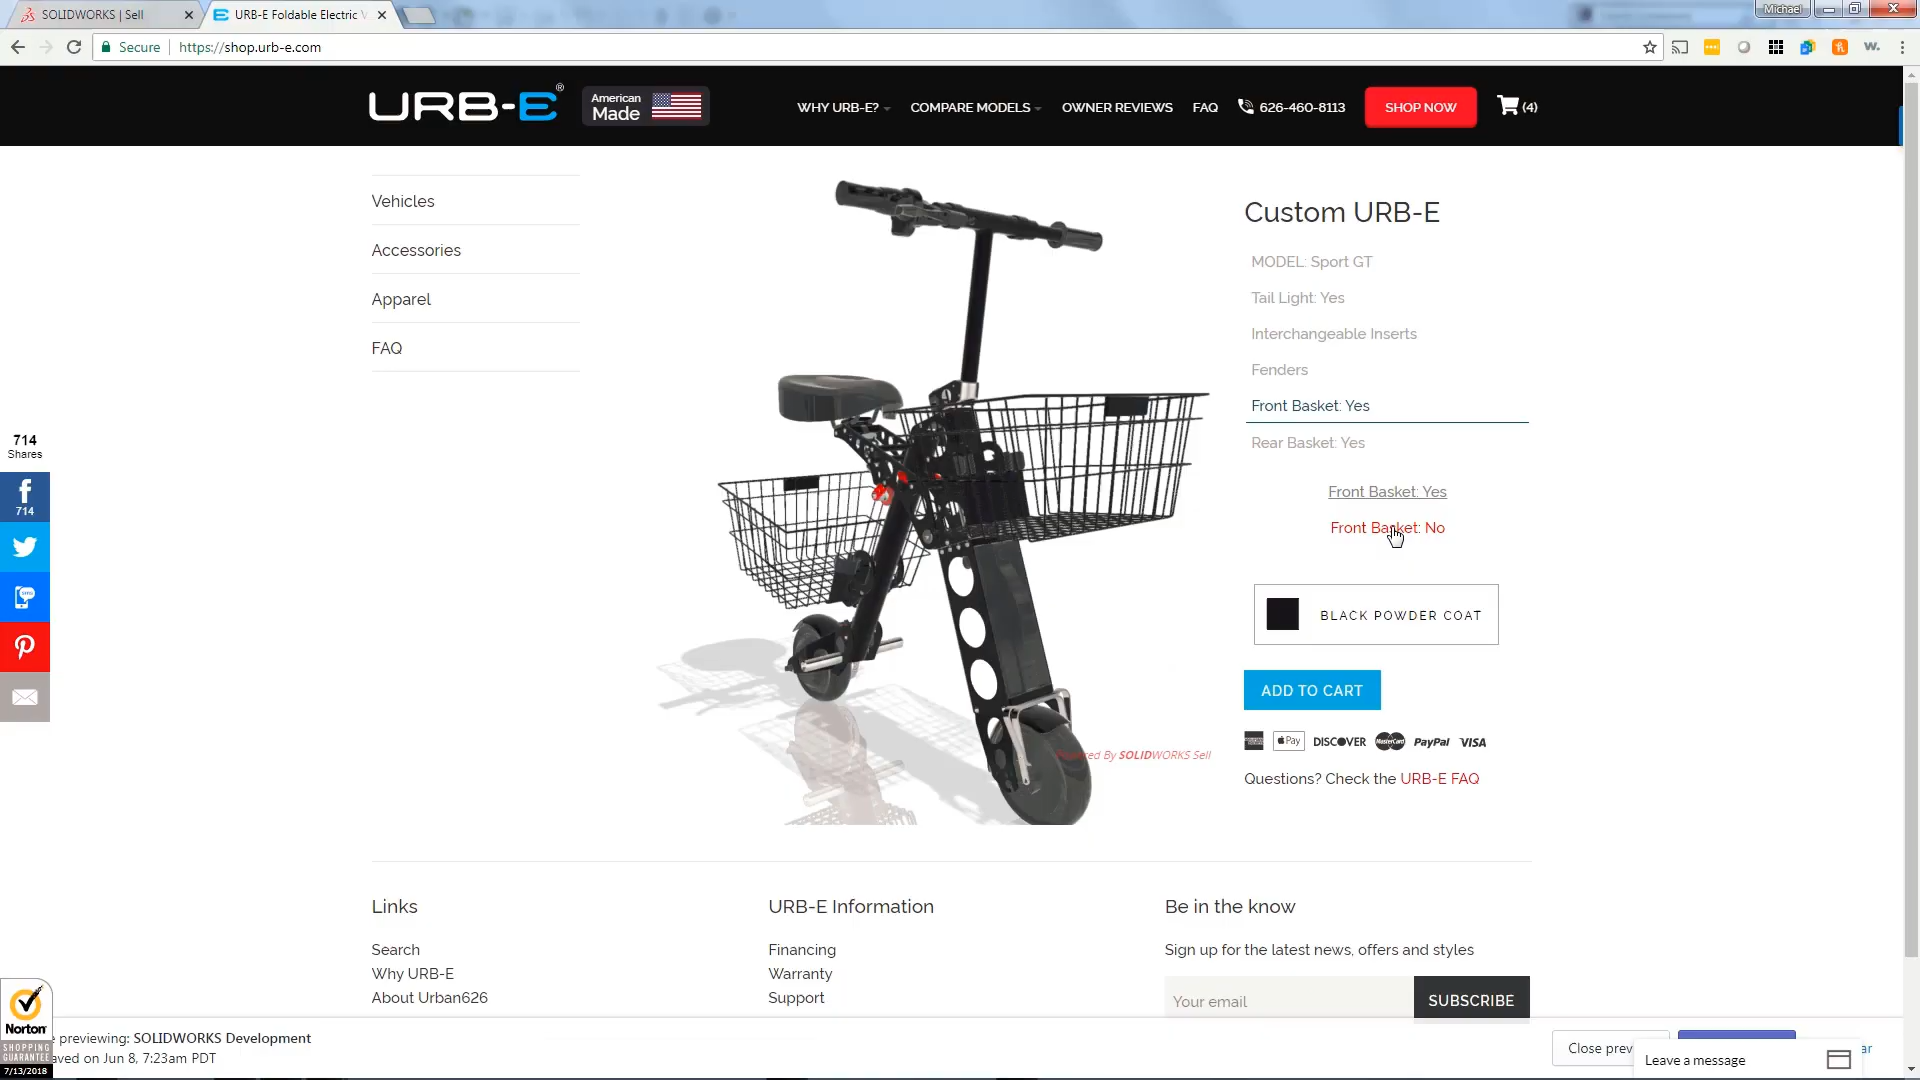 SOLIDWORKS | Sell
URB-E Foldable Electric V
Michael
Secure
https://shop.urb-e.com
W.
URB-E®
American
Made
WHY URB-E?
COMPARE MODELS
OWNER REVIEWS
FAQ
626-460-8113
SHOP NOW
(4)
Vehicles
Accessories
Apparel
FAQ
714
Shares
714
Custom URB-E
MODEL: Sport GT
Tail Light: Yes
Interchangeable Inserts
Fenders
Front Basket: Yes
Rear Basket: Yes
Front Basket: Yes
Front Basket: No
BLACK POWDER COAT
ADD TO CART
Pay DISCOVER MasterCard PayPal VISA
Questions? Check the URB-E FAQ
By SOLIDWORKS Sell
Links
Search
Why URB-E
About Urban626
URB-E Information
Financing
Warranty
Support
Be in the know
Sign up for the latest news, offers and styles
Your email
SUBSCRIBE
Norton
SHOPPING
GUARANTEE
7/13/2018
previewing: SOLIDWORKS Development
aved on Jun 8, 7:23am PDT
Close prev
ar
Leave a message